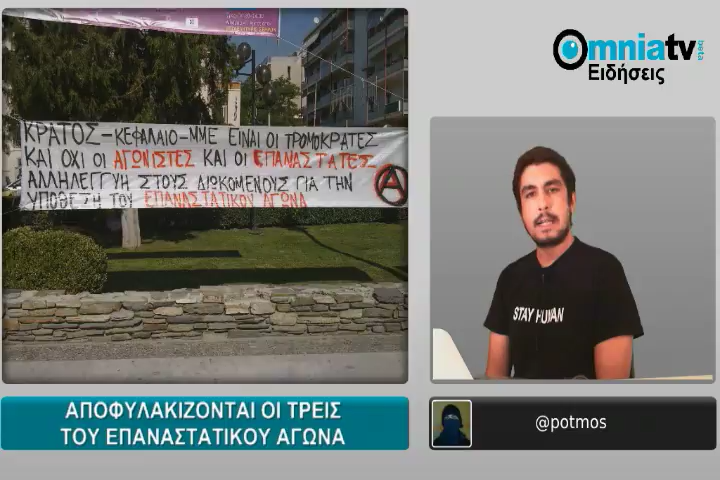 ΚΡΑΤΟΣ-ΚΕΦΑΛΑΙΟ-ΜΜΕ ΕΙΝΑΙ ΟΙ ΤΡΟΜΟΚΡΑΤΕΣ
ΚΑΙ ΟΧΙ ΟΙ ΑΓΩΝΙΣΤΕΣ ΚΑΙ ΟΙ ΕΠΑΝΑΣΤΑΤΕΣ
ΑΛΛΗΛΕΓΓΥΗ ΣΤΟΥΣ ΔΙΩΚΟΜΕΝΟΥΣ ΓΙΑ ΤΗΝ
ΥΠΟΘΕΣΗ ΤΟΥ ΕΠΑΝΑΣΤΑΤΙΚΟΥ ΑΓΩΝΑ
A
Omniatv beta
Ειδήσεις
STAY HUMAN
ΑΠΟΦΥΛΑΚΙΖΟΝΤΑΙ ΟΙ ΤΡΕΙΣ
ΤΟΥ ΕΠΑΝΑΣΤΑΤΙΚΟΥ ΑΓΩΝΑ
@potmos